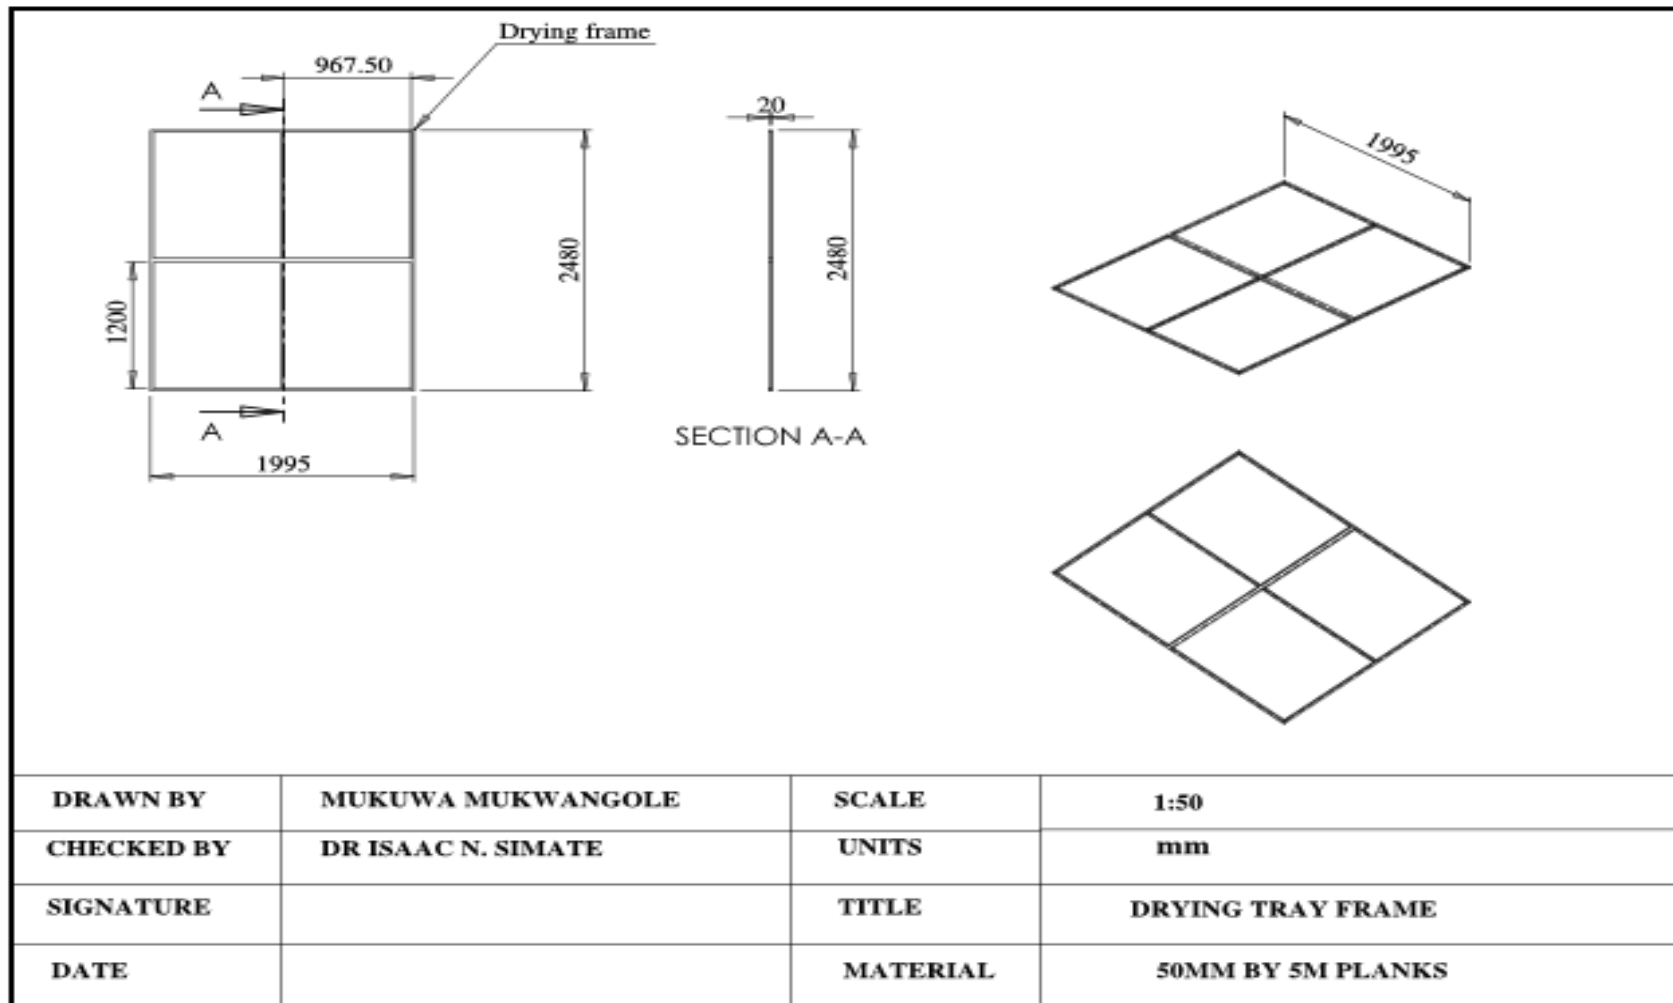 Drying frame
967.50
A
20
1995
2480
2480
1200
A
SECTION A-A
1995
DRAWN BY MUKUWA MUKWANGOLE SCALE 1:50
CHECKED BY DR ISAAC N. SIMATE UNITS mm
SIGNATURE TITLE DRYING TRAY FRAME
DATE MATERIAL 50MM BY 5M PLANKS